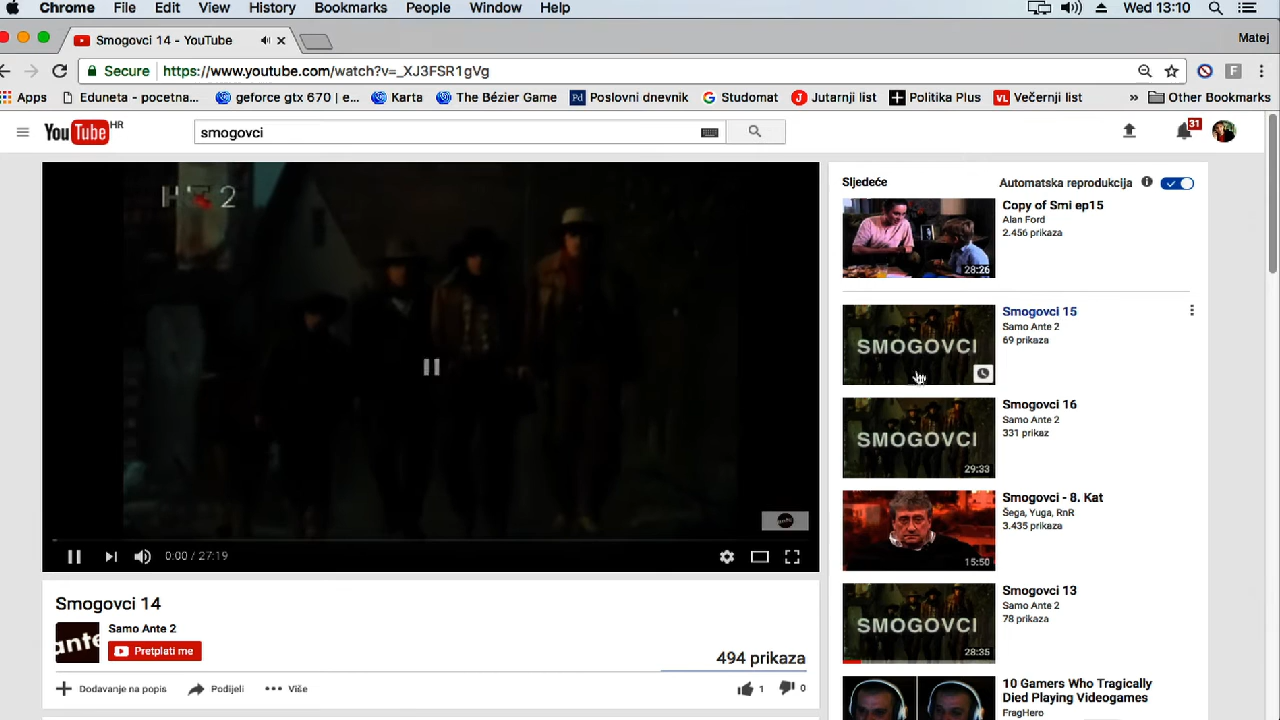 Chrome File Edit View History Bookmarks People Window Help Wed 13:10
Smogovci 14 - YouTube
Matej
Secure https://www.youtube.com/watch?v=_XJ3FSR1gVg
Apps Eduneta - pocetna... geforce gtx 670 | e... Karta The Bézier Game Pd Poslovni dnevnik Studomat Jutarnji list Politika Plus VL Večernji list » Other Bookmarks
YouTube HR
smogovci
31
2
Sljedeće Automatska reprodukcija
Copy of Smi ep15
Alan Ford
2.456 prikaza
28:26
Smogovci 15
Samo Ante 2
69 prikaza
SMOGOVCI
Smogovci 16
Samo Ante 2
331 prikaz
SMOGOVCI
29:33
Smogovci - 8. Kat
Šega, Yuga, RnR
3.435 prikaza
15:50
Smogovci 13
Samo Ante 2
78 prikaza
SMOGOVCI
28:35
10 Gamers Who Tragically
Died Playing Videogames
FragHero
0:00 / 27:19
Smogovci 14
ante
Samo Ante 2
Pretplati me
494 prikaza
Dodavanje na popis Podijeli Više
1 0